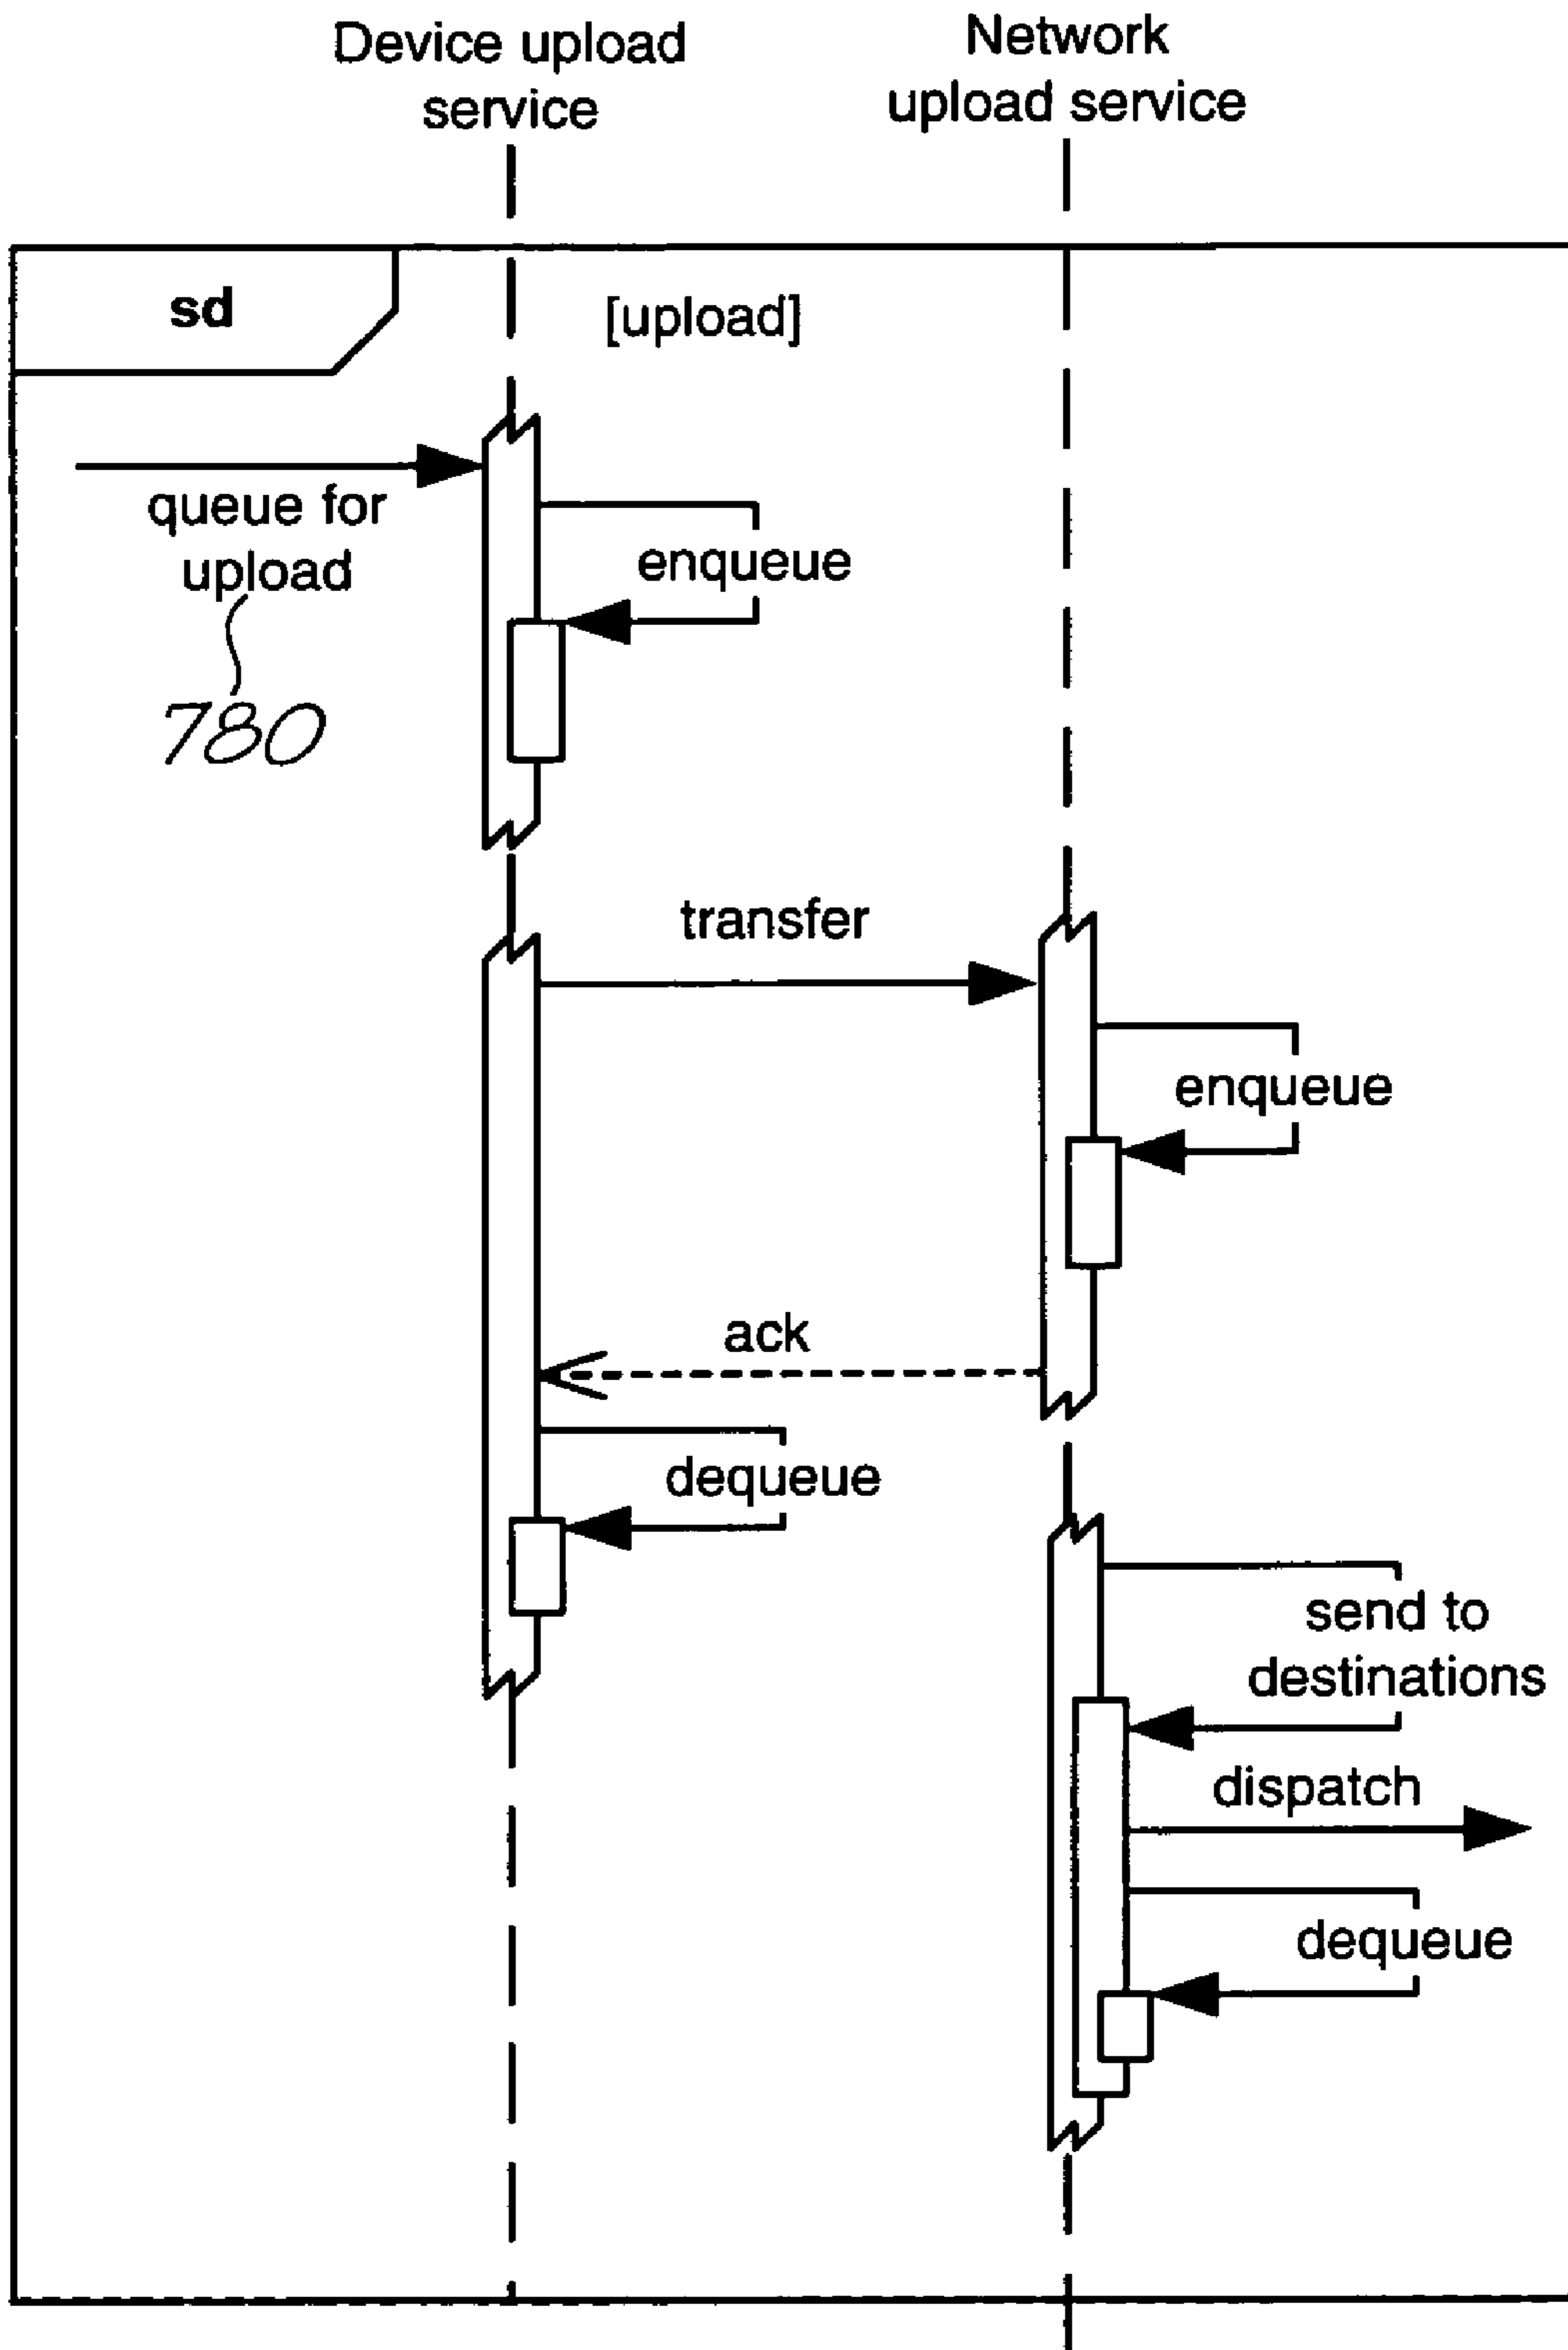 Device upload
service
Network
upload service
sd
[upload]
queue for
upload
enqueue
780
transfer
enqueue
ack
dequeue
send to
destinations
dispatch
dequeue